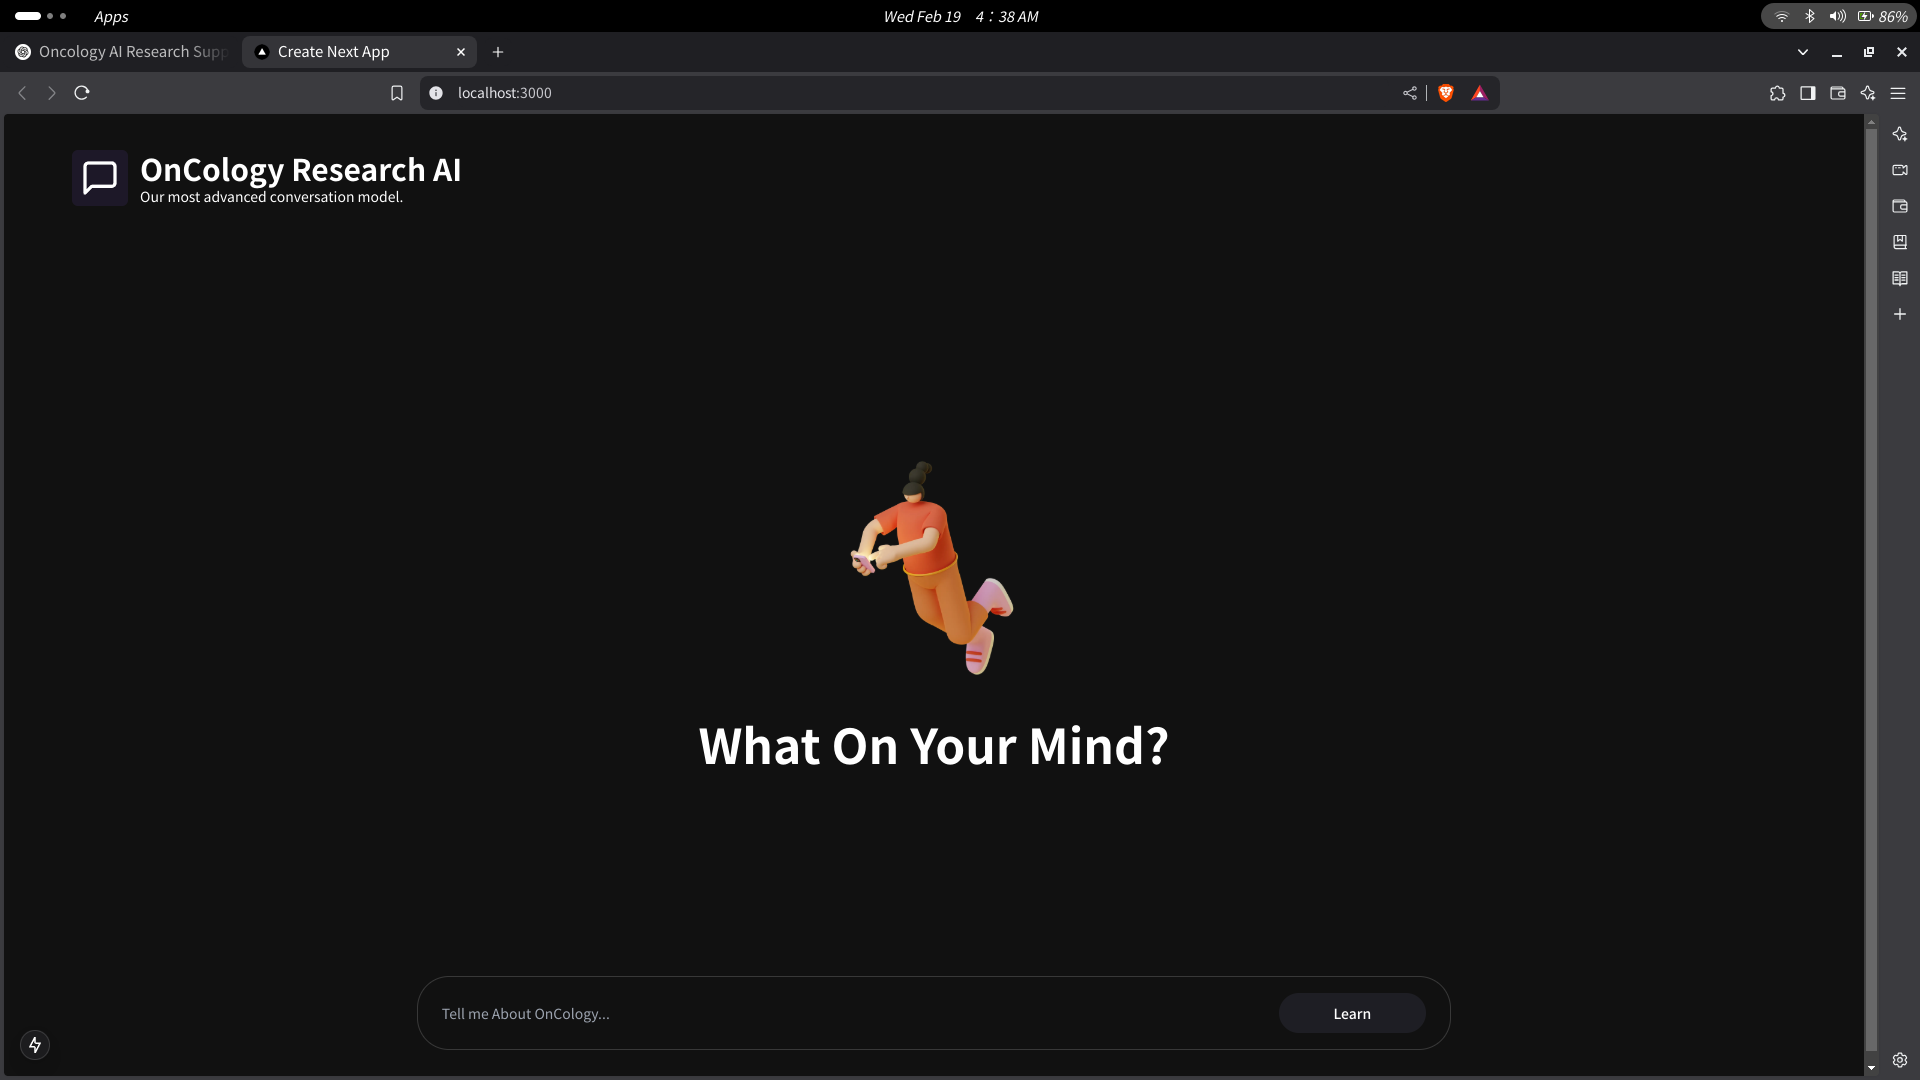 Apps
Wed Feb 19 4 : 38 AM
86%
Oncology AI Research Supp
Create Next App
localhost:3000
OnCology Research AI
Our most advanced conversation model.
What On Your Mind?
Tell me About OnCology...
Learn